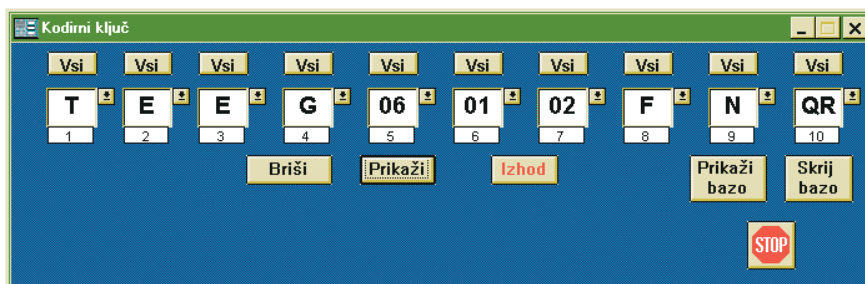 Kodirni ključ
Vsi Vsi Vsi Vsi Vsi Vsi Vsi Vsi Vsi Vsi
T E E G 06 01 02 F N QR
1 2 3 4 5 6 7 8 9 10
Briši Prikaži Izhod Prikaži bazo Skrij bazo
STOP